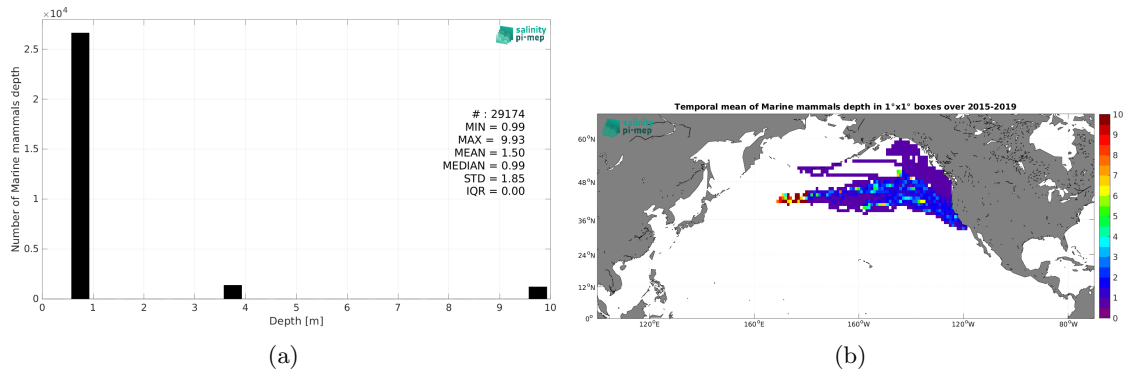 ×10⁴
salinity
pi-mep
Number of Marine mammals depth
2.5
2
1.5
1
0.5
0
# : 29174
MIN = 0.99
MAX = 9.93
MEAN = 1.50
MEDIAN = 0.99
STD = 1.85
IQR = 0.00
0 1 2 3 4 5 6 7 8 9 10
Depth [m]
(a)
Temporal mean of Marine mammals depth in 1°x1° boxes over 2015-2019
salinity
pi-mep
60°N
48°N
36°N
24°N
12°N
0°
120°E 160°E 160°W 120°W 80°W
10
9
8
7
6
5
4
3
2
1
0
(b)